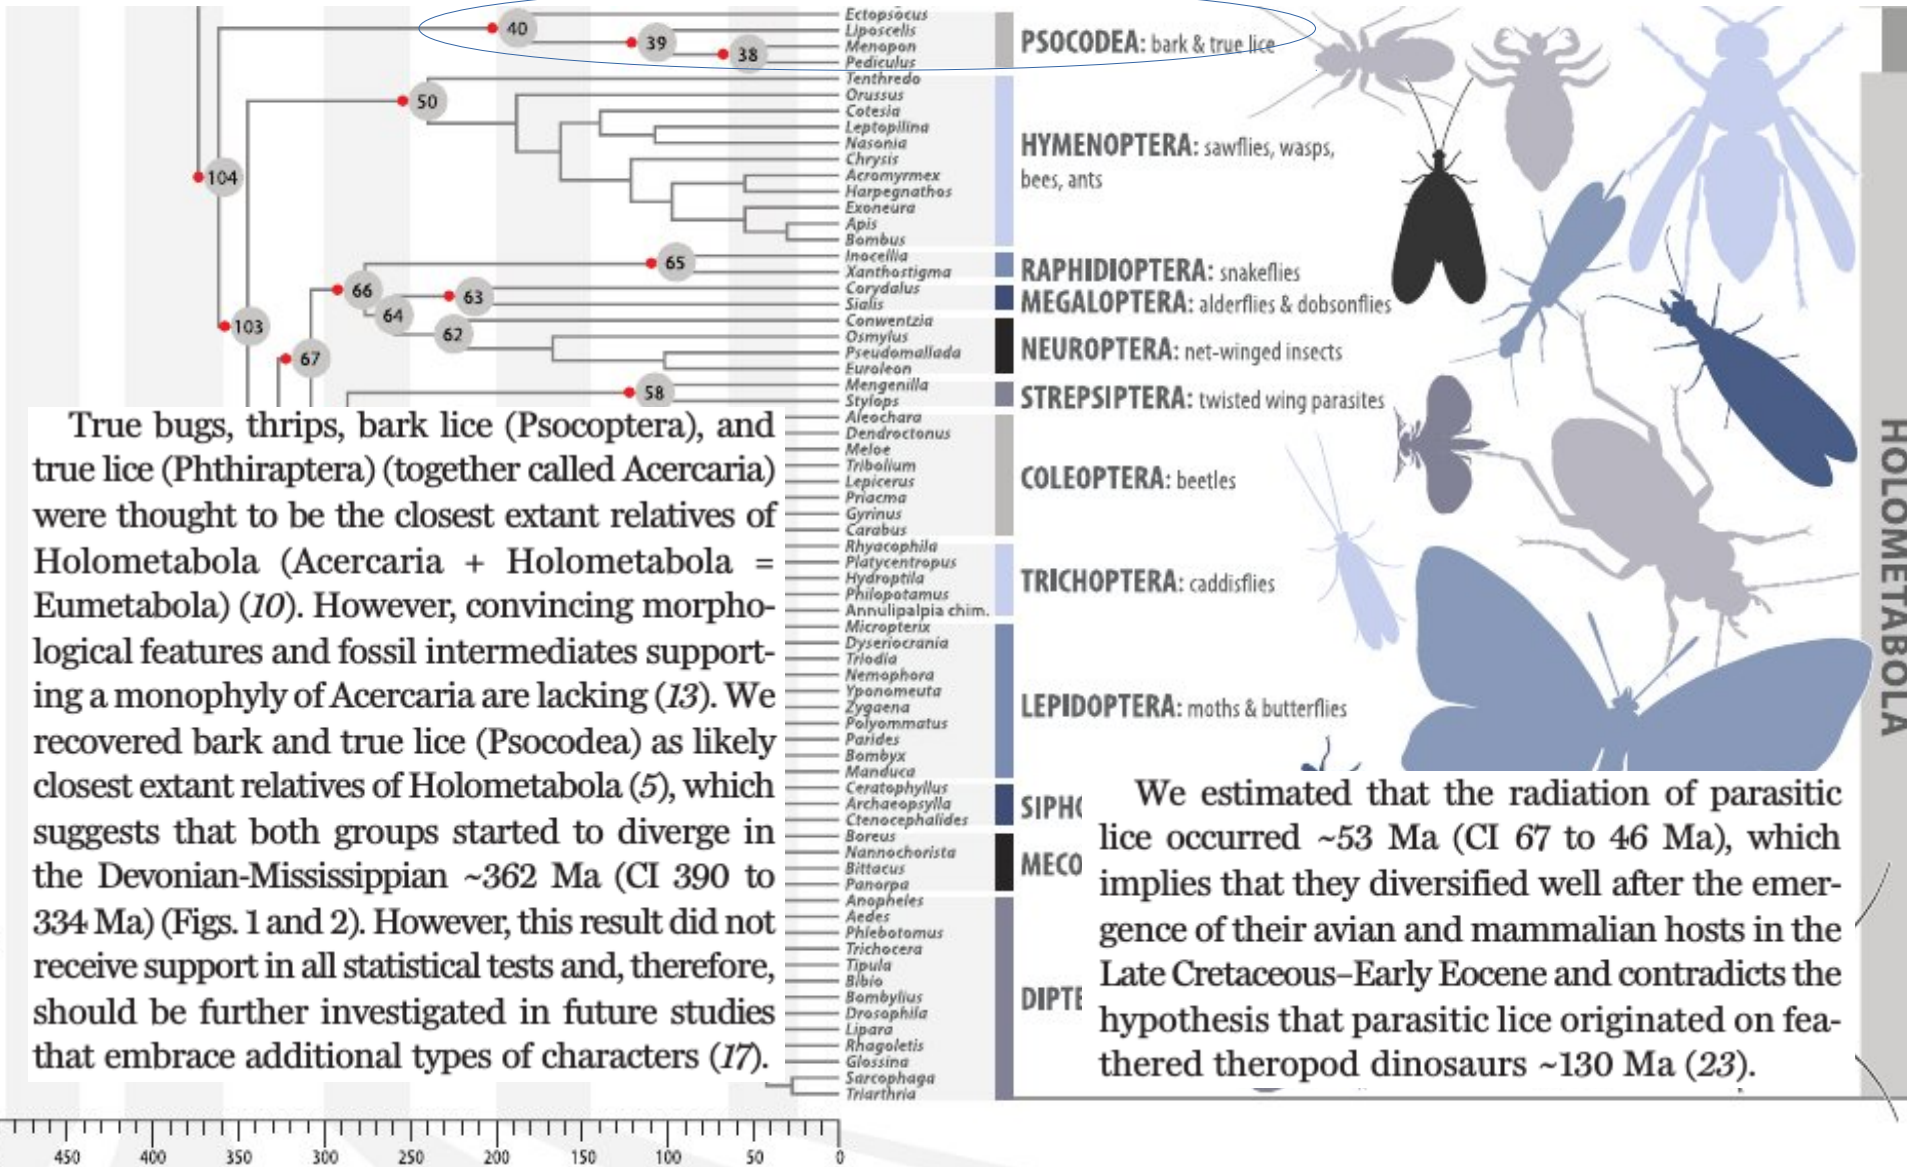 40
39
38
50
104
65
66
63
64
62
103
67
58
Ectopsocus
Liposcelis
Menopon
Pediculus
Tenthredo
Orussus
Cotesia
Leptopilina
Nasonia
Chrysis
Acromyrmex
Harpegnathos
Exoneura
Apis
Bombus
Inocellia
Xanthostigma
Corydalus
Sialis
Conwentzia
Osmylus
Pseudomallada
Euroleon
Mengenilla
Stylops
Aleochara
Dendroctonus
Meloe
Tribolium
Lepicerus
Priacma
Gyrinus
Carabus
Rhyacophila
Platycentropus
Hydroptila
Philopotamus
Annulipalpia chim.
Micropterix
Dyseriocrania
Triodia
Nemophora
Yponomeuta
Zygaena
Polyommatus
Parides
Bombyx
Manduca
Ceratophyllus
Archaeopsylla
Ctenocephalides
Boreus
Nannochorista
Bittacus
Panorpa
Anopheles
Aedes
Phlebotomus
Trichocera
Tipula
Bibio
Bombylius
Drosophila
Lipara
Rhagoletis
Glossina
Sarcophaga
Triarthria
PSOCODEA: bark & true lice
HYMENOPTERA: sawflies, wasps,
bees, ants
RAPHIDIOPTERA: snakeflies
MEGALOPTERA: alderflies & dobsonflies
NEUROPTERA: net-winged insects
STREPSIPTERA: twisted wing parasites
COLEOPTERA: beetles
TRICHOPTERA: caddisflies
LEPIDOPTERA: moths & butterflies
SIPH
MECO
DIPTE
HOLOMETABOLA
True bugs, thrips, bark lice (Psocoptera), and
true lice (Phthiraptera) (together called Acercaria)
were thought to be the closest extant relatives of
Holometabola (Acercaria + Holometabola =
Eumetabola) (10). However, convincing morpho-
logical features and fossil intermediates support-
ing a monophyly of Acercaria are lacking (13). We
recovered bark and true lice (Psocodea) as likely
closest extant relatives of Holometabola (5), which
suggests that both groups started to diverge in
the Devonian-Mississippian ~362 Ma (CI 390 to
334 Ma) (Figs. 1 and 2). However, this result did not
receive support in all statistical tests and, therefore,
should be further investigated in future studies
that embrace additional types of characters (17).
We estimated that the radiation of parasitic
lice occurred ~53 Ma (CI 67 to 46 Ma), which
implies that they diversified well after the emer-
gence of their avian and mammalian hosts in the
Late Cretaceous–Early Eocene and contradicts the
hypothesis that parasitic lice originated on fea-
thered theropod dinosaurs ~130 Ma (23).
450 400 350 300 250 200 150 100 50 0